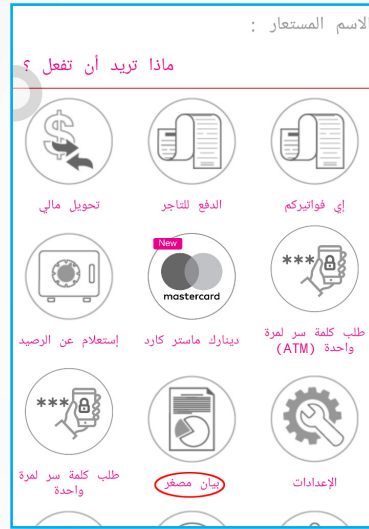 الاسم المستعار :
ماذا تريد أن تفعل ؟
إي فواتيركم
الدفع للتاجر
تحويل مالي
***
طلب كلمة سر لمرة
واحدة (ATM)
New
mastercard
دينارك ماستر كارد
إستعلام عن الرصيد
الإعدادات
بيان مصغر
***
طلب كلمة سر لمرة
واحدة